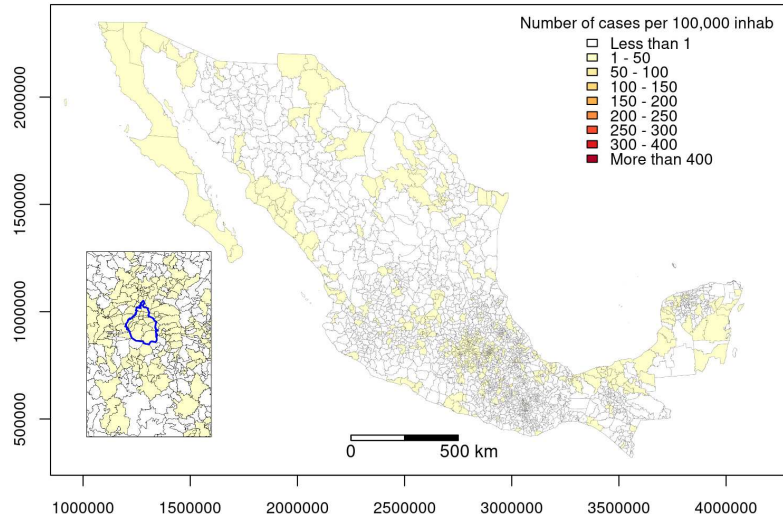 Number of cases per 100,000 inhab
Less than 1
1 - 50
50 - 100
100 - 150
150 - 200
200 - 250
250 - 300
300 - 400
More than 400
2000000
1500000
1000000
500000
0 500 km
1000000 1500000 2000000 2500000 3000000 3500000 4000000